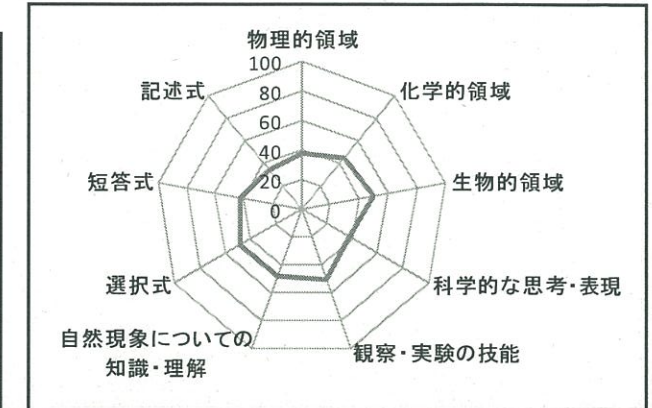 物理的領域
100
記述式
80
化学的領域
60
40
短答式
20
生物的領域
0
選択式
科学的な思考・表現
自然現象についての
知識・理解
観察・実験の技能